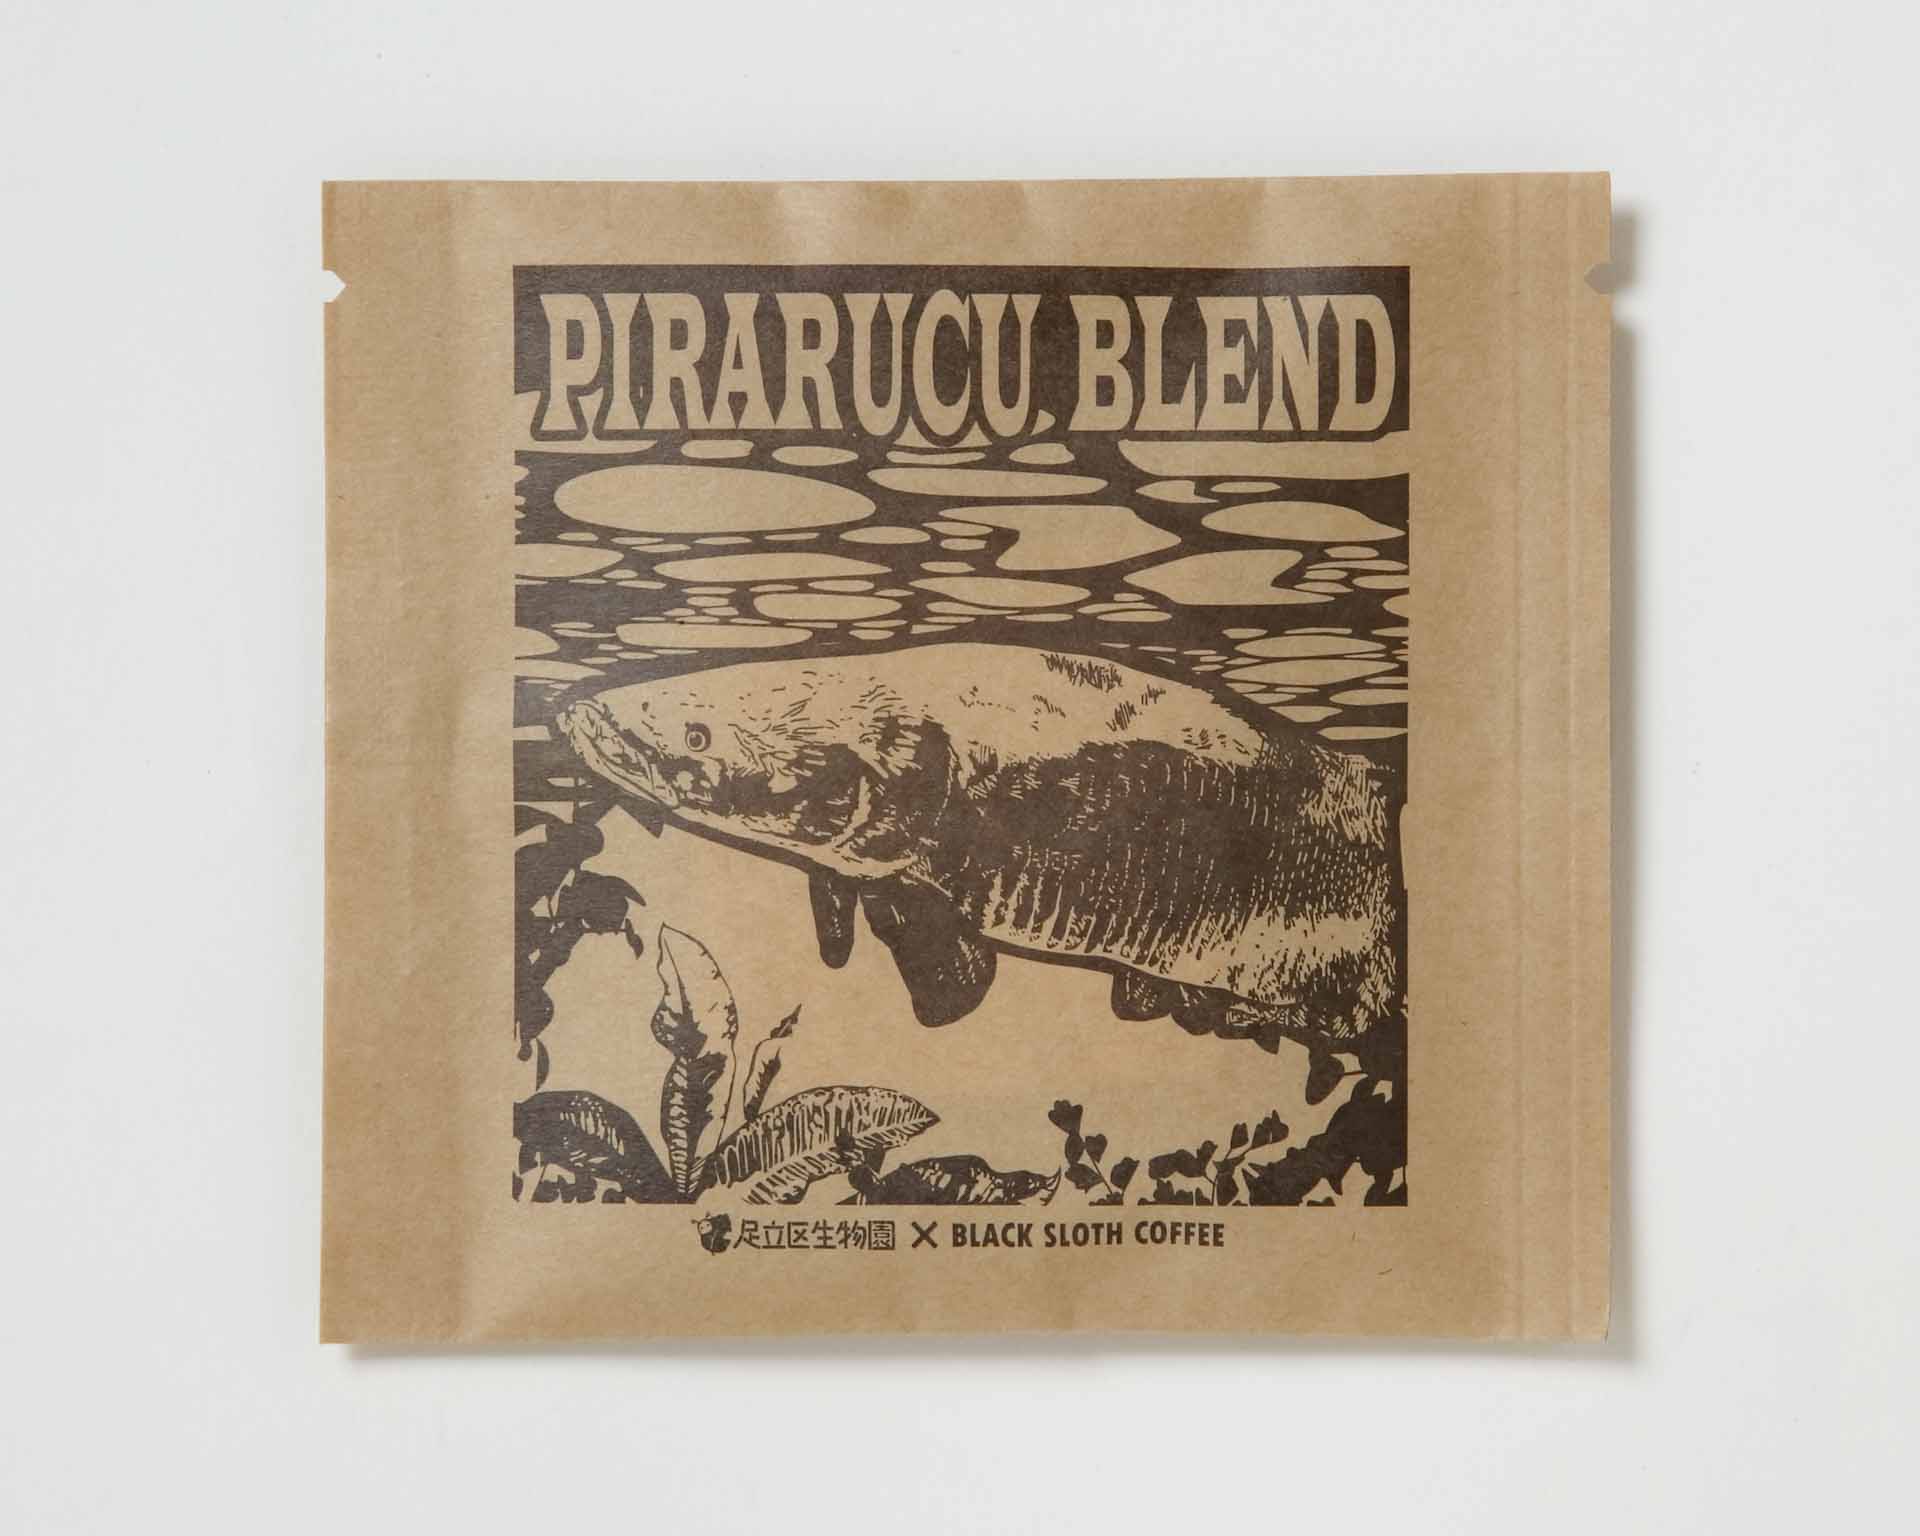 PIRARUCU BLEND
足立区生物園 × BLACK SLOTH COFFEE